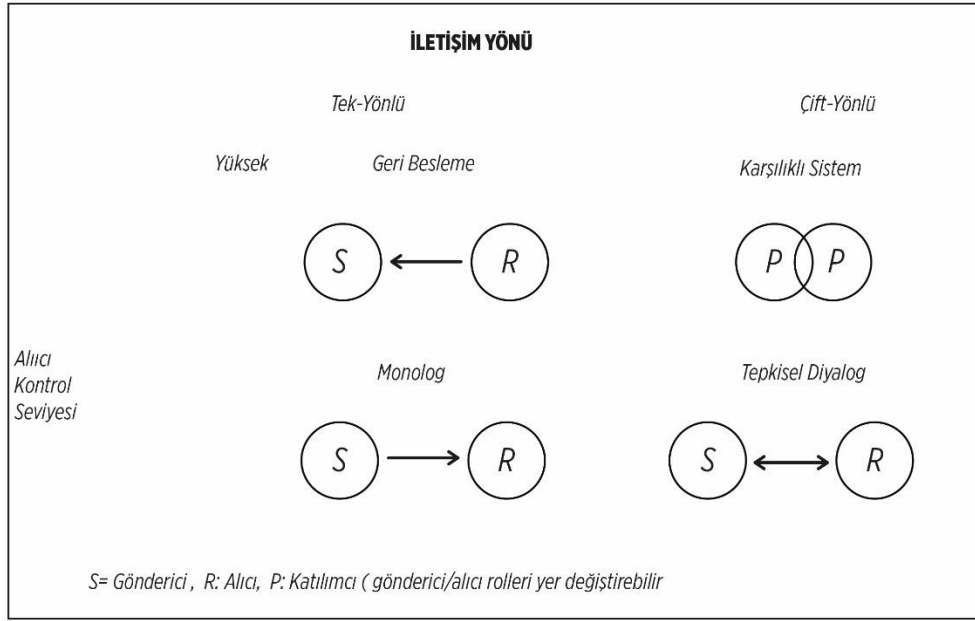 İLETİŞİM YÖNÜ
Tek-Yönlü Çift-Yönlü
Yüksek Geri Besleme Karşılıklı Sistem
S R P P
Alııcı
Kontrol
Seviyesi
Monolog Tepkisel Diyalog
S R S R
S= Gönderici , R: Alıcı, P: Katılımcı ( gönderici/alıcı rolleri yer değiştirebilir